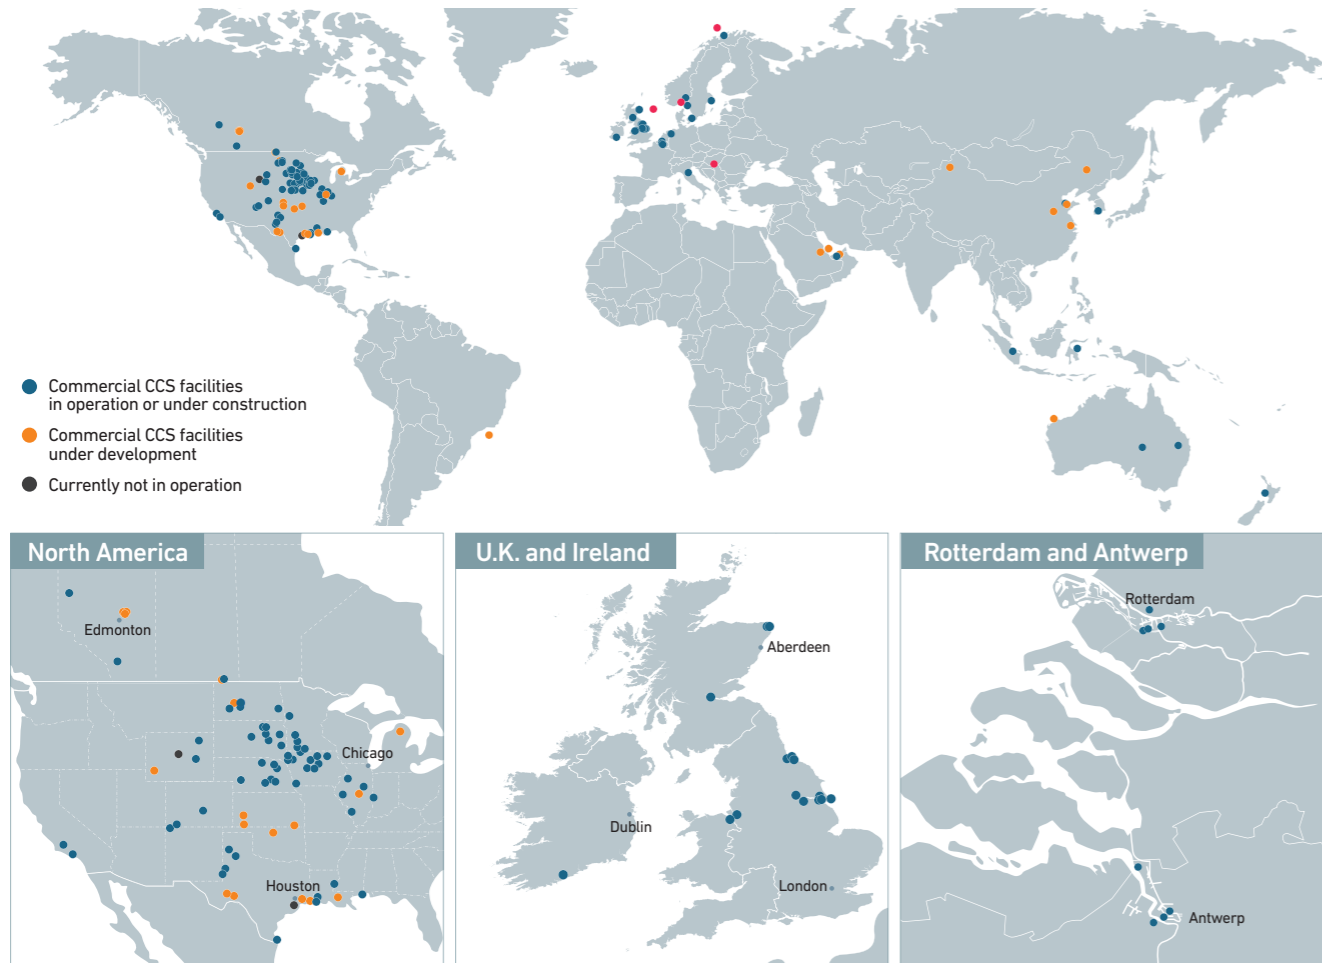 Commercial CCS facilities
in operation or under construction
Commercial CCS facilities
under development
Currently not in operation
North America
Edmonton
Chicago
Houston
U.K. and Ireland
Aberdeen
Dublin
London
Rotterdam and Antwerp
Rotterdam
Antwerp